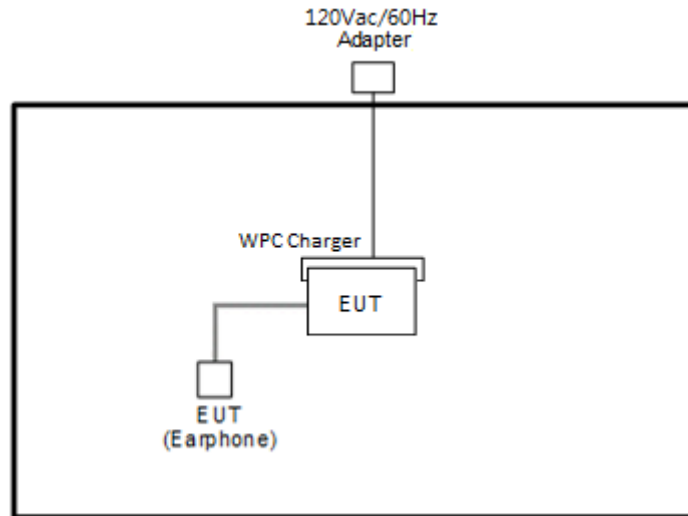 120Vac/60Hz
Adapter
WPC Charger
EUT
EUT
(Earphone)